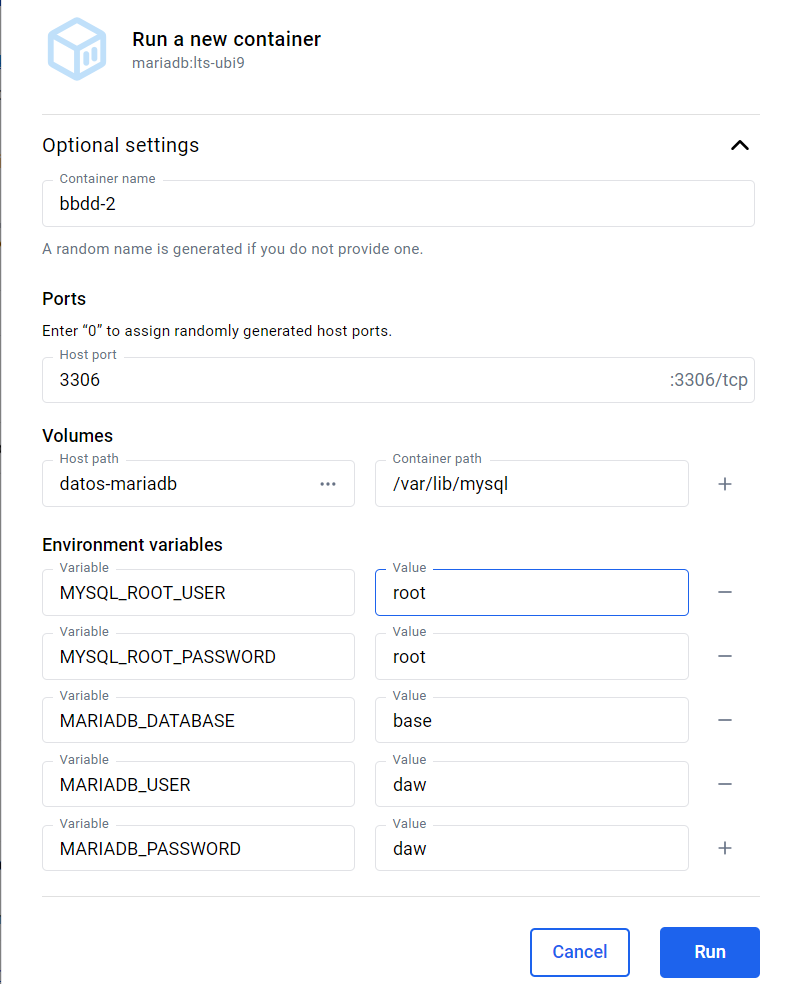 Run a new container
mariadb:lts-ubi9
Optional settings
Container name
bbdd-2
A random name is generated if you do not provide one.
Ports
Enter “0” to assign randomly generated host ports.
Host port
3306 :3306/tcp
Volumes
Host path Container path
datos-mariadb ··· /var/lib/mysql +
Environment variables
Variable Value
MYSQL_ROOT_USER root −
Variable Value
MYSQL_ROOT_PASSWORD root −
Variable Value
MARIADB_DATABASE base −
Variable Value
MARIADB_USER daw −
Variable Value
MARIADB_PASSWORD daw +
Cancel Run